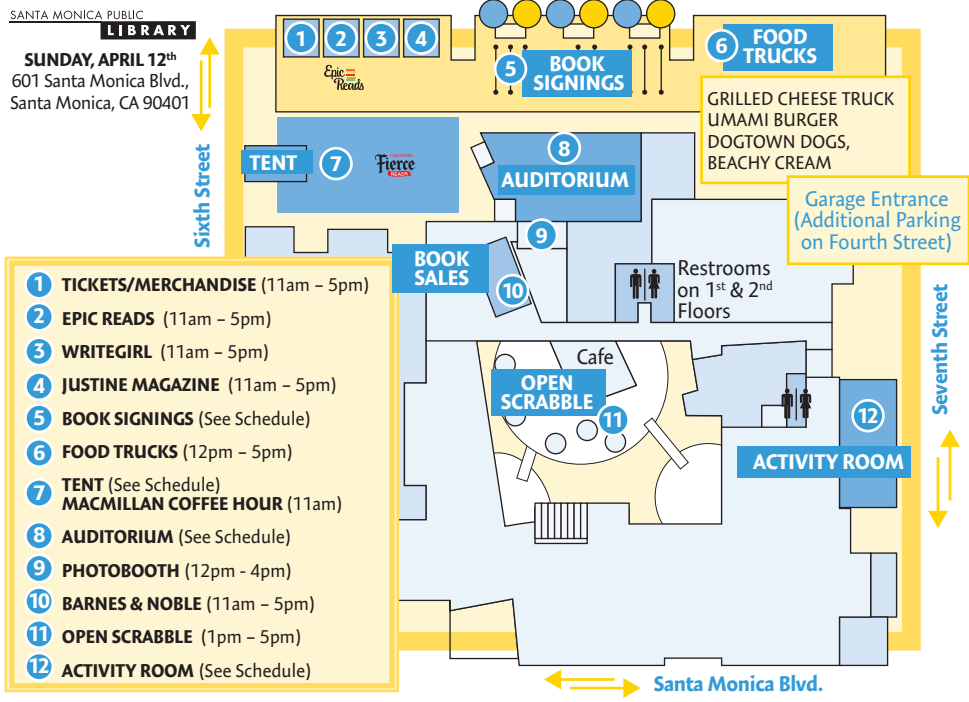 SANTA MONICA PUBLIC
LIBRARY
SUNDAY, APRIL 12th
601 Santa Monica Blvd.,
Santa Monica, CA 90401
Sixth Street
1
2
3
4
Epic
Reads
5
BOOK
SIGNINGS
6
FOOD
TRUCKS
GRILLED CHEESE TRUCK
UMAMI BURGER
DOGTOWN DOGS,
BEACHY CREAM
Garage Entrance
(Additional Parking
on Fourth Street)
TENT
7
macmillan
Fierce
READS
8
AUDITORIUM
9
BOOK
SALES
10
Restrooms
on 1st & 2nd
Floors
Cafe
OPEN
SCRABBLE
11
12
ACTIVITY ROOM
Seventh Street
1 TICKETS/MERCHANDISE (11am – 5pm)
2 EPIC READS (11am – 5pm)
3 WRITEGIRL (11am – 5pm)
4 JUSTINE MAGAZINE (11am – 5pm)
5 BOOK SIGNINGS (See Schedule)
6 FOOD TRUCKS (12pm – 5pm)
7 TENT (See Schedule)
MACMILLAN COFFEE HOUR (11am)
8 AUDITORIUM (See Schedule)
9 PHOTOBOOTH (12pm - 4pm)
10 BARNES & NOBLE (11am – 5pm)
11 OPEN SCRABBLE (1pm – 5pm)
12 ACTIVITY ROOM (See Schedule)
Santa Monica Blvd.